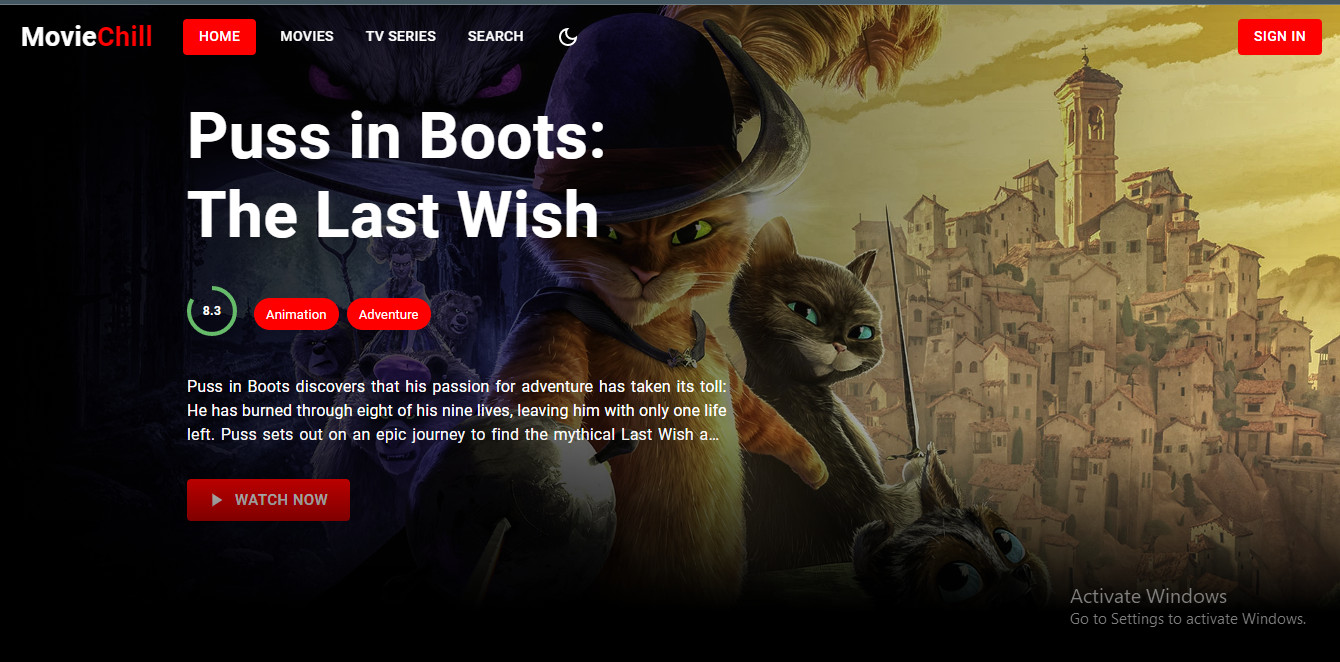 MovieChill HOME MOVIES TV SERIES SEARCH SIGN IN
Puss in Boots:
The Last Wish
8.3 Animation Adventure
Puss in Boots discovers that his passion for adventure has taken its toll:
He has burned through eight of his nine lives, leaving him with only one life
left. Puss sets out on an epic journey to find the mythical Last Wish a...
WATCH NOW
Activate Windows
Go to Settings to activate Windows.